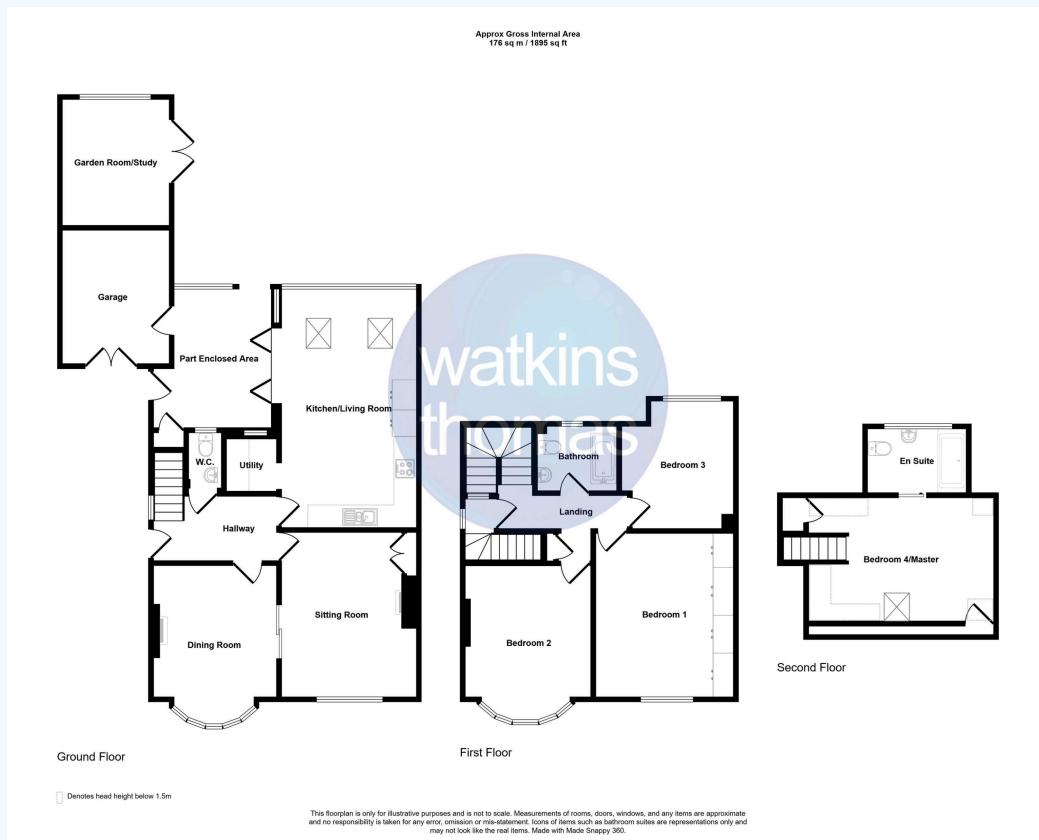 Approx Gross Internal Area
176 sq m / 1895 sq ft
Garden Room/Study
Garage
Part Enclosed Area
Kitchen/Living Room
W.C.
Utility
Hallway
Sitting Room
Dining Room
Ground Floor
watkins
thomas
Bathroom
Bedroom 3
Landing
Bedroom 1
Bedroom 2
First Floor
En Suite
Bedroom 4/Master
Second Floor
Denotes head height below 1.5m
This floorplan is only for illustrative purposes and is not to scale. Measurements of rooms, doors, windows, and any items are approximate
and no responsibility is taken for any error, omission or mis-statement. Icons of items such as bathroom suites are representations only and
may not look like the real items. Made with Made Snappy 360.